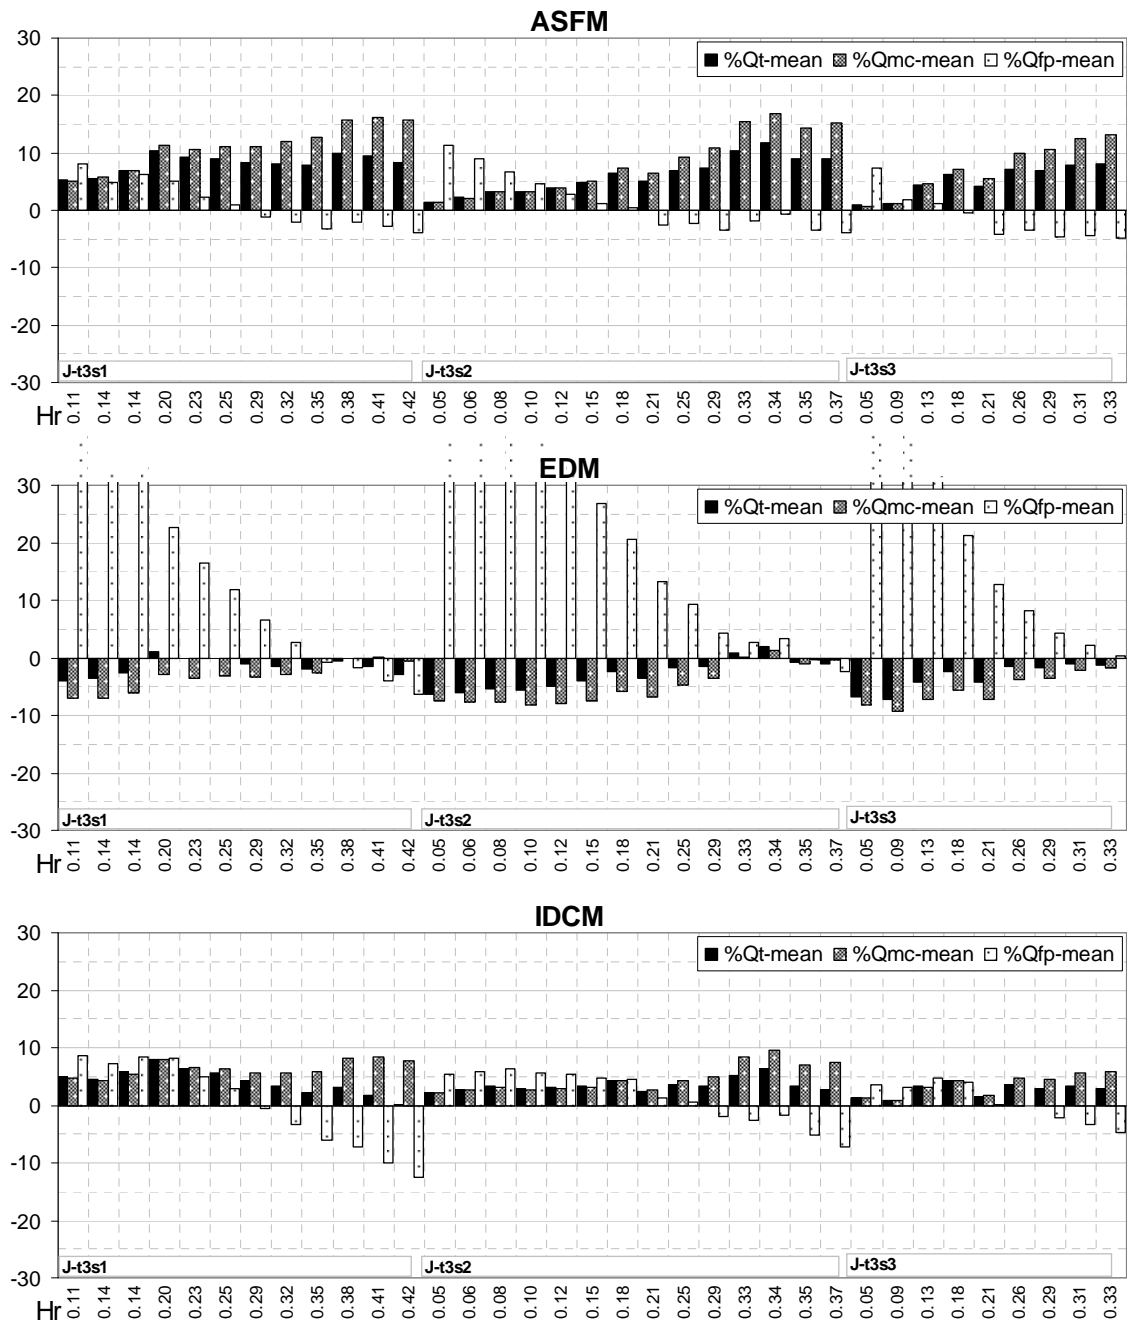 ASFM
30
%Qt-mean %Qmc-mean %Qfp-mean
20
10
0
-10
-20
J-t3s1 J-t3s2 J-t3s3
-30
Hr 0.11 0.14 0.14 0.20 0.23 0.25 0.29 0.32 0.35 0.38 0.41 0.42 0.05 0.06 0.08 0.10 0.12 0.15 0.18 0.21 0.25 0.29 0.33 0.34 0.35 0.37 0.05 0.09 0.13 0.18 0.21 0.26 0.29 0.31 0.33
EDM
30
%Qt-mean %Qmc-mean %Qfp-mean
20
10
0
-10
-20
J-t3s1 J-t3s2 J-t3s3
-30
Hr 0.11 0.14 0.14 0.20 0.23 0.25 0.29 0.32 0.35 0.38 0.41 0.42 0.05 0.06 0.08 0.10 0.12 0.15 0.18 0.21 0.25 0.29 0.33 0.34 0.35 0.37 0.05 0.09 0.13 0.18 0.21 0.26 0.29 0.31 0.33
IDCM
30
%Qt-mean %Qmc-mean %Qfp-mean
20
10
0
-10
-20
J-t3s1 J-t3s2 J-t3s3
-30
Hr 0.11 0.14 0.14 0.20 0.23 0.25 0.29 0.32 0.35 0.38 0.41 0.42 0.05 0.06 0.08 0.10 0.12 0.15 0.18 0.21 0.25 0.29 0.33 0.34 0.35 0.37 0.05 0.09 0.13 0.18 0.21 0.26 0.29 0.31 0.33